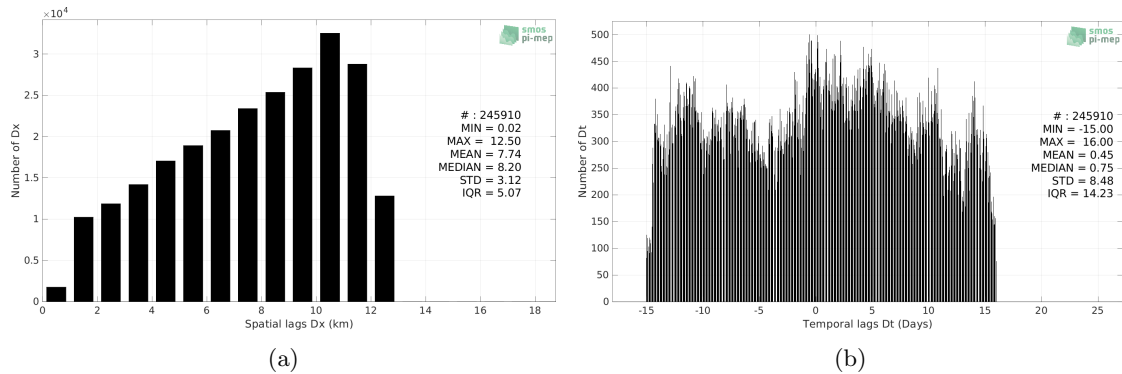 ×10⁴
3
2.5
2
1.5
1
0.5
0
0 2 4 6 8 10 12 14 16 18
Number of Dx
Spatial lags Dx (km)
smos
pi-mep
# : 245910
MIN = 0.02
MAX = 12.50
MEAN = 7.74
MEDIAN = 8.20
STD = 3.12
IQR = 5.07
(a)
500
450
400
350
300
250
200
150
100
50
0
-15 -10 -5 0 5 10 15 20 25
Number of Dt
Temporal lags Dt (Days)
smos
pi-mep
# : 245910
MIN = -15.00
MAX = 16.00
MEAN = 0.45
MEDIAN = 0.75
STD = 8.48
IQR = 14.23
(b)